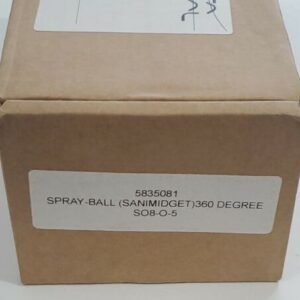 5835081
SPRAY-BALL (SANIMIDGET)360 DEGREE
SO8-O-5